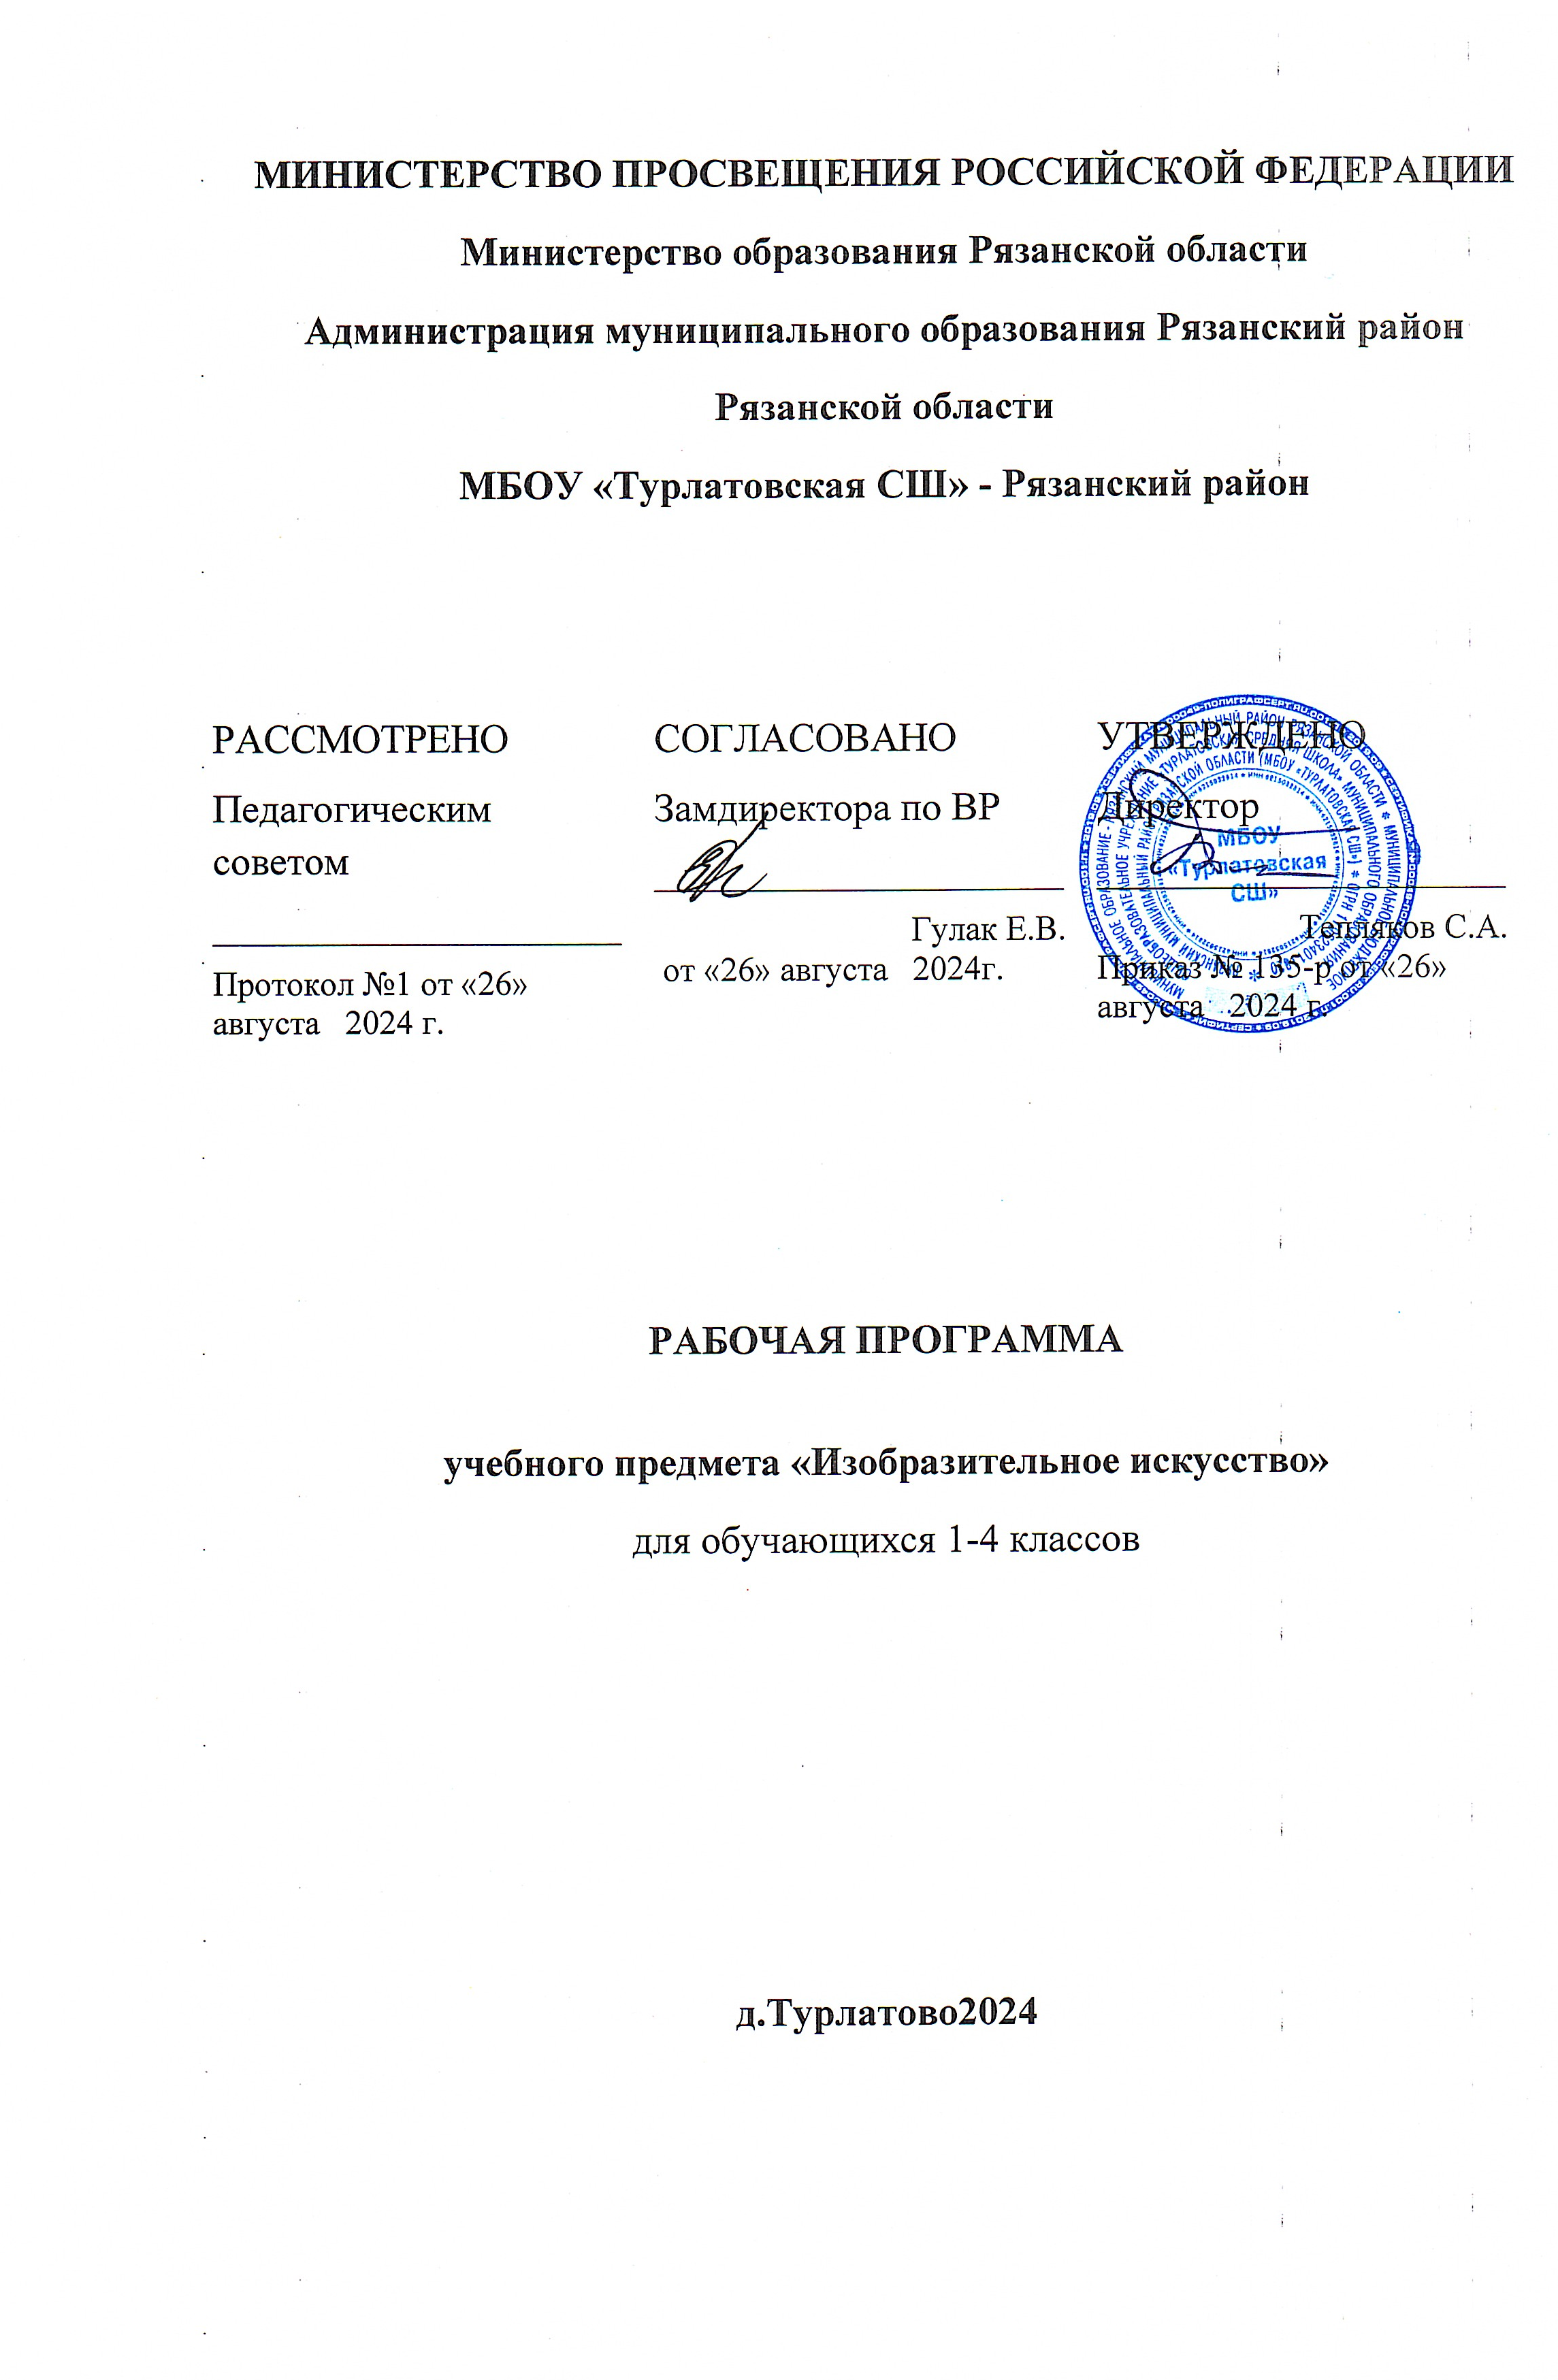 МИНИСТЕРСТВО ПРОСВЕЩЕНИЯ РОССИЙСКОЙ ФЕДЕРАЦИИ
Министерство образования Рязанской области
Администрация муниципального образования Рязанский район
Рязанской области
МБОУ «Турлатовская СШ» - Рязанский район
РАССМОТРЕНО
Педагогическим
советом
Протокол №1 от «26»
августа 2024 г.
СОГЛАСОВАНО
Замдиректора по ВР
Гулак Е.В.
от «26» августа 2024г.
УТВЕРЖДЕНО
Директор
Тепляков С.А.
Приказ № 135-р от «26»
августа 2024 г.
МБОУ
«Турлатовская
СШ»
РАБОЧАЯ ПРОГРАММА
учебного предмета «Изобразительное искусство»
для обучающихся 1-4 классов
д.Турлатово2024